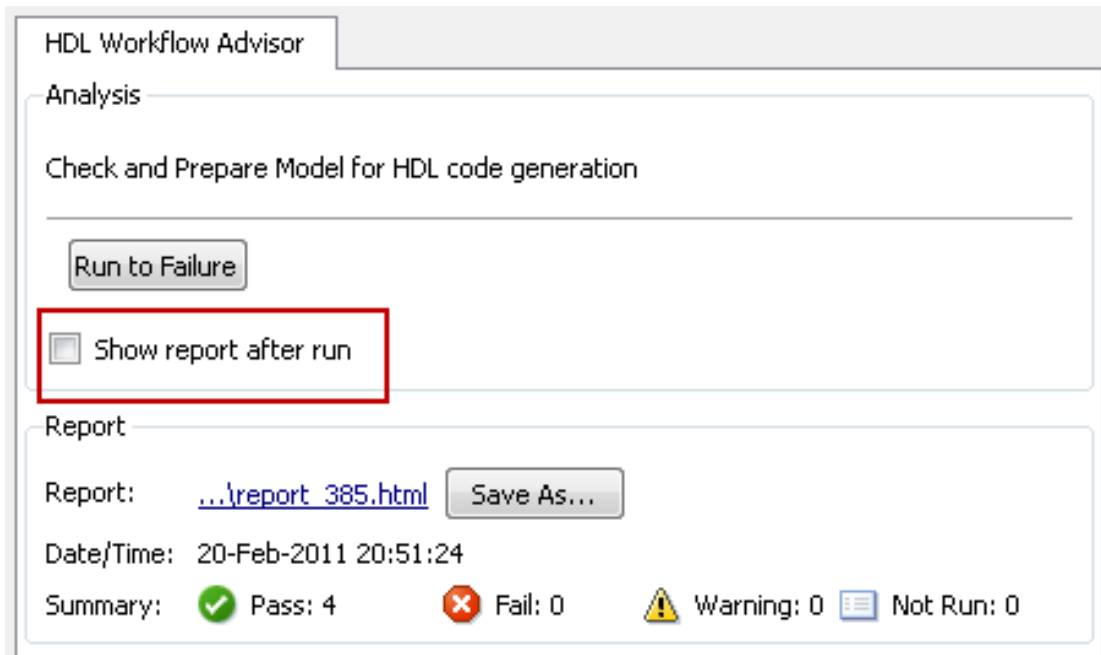 HDL Workflow Advisor
Analysis
Check and Prepare Model for HDL code generation
Run to Failure
Show report after run
Report
Report: ...\report_385.html Save As...
Date/Time: 20-Feb-2011 20:51:24
Summary: Pass: 4 Fail: 0 Warning: 0 Not Run: 0